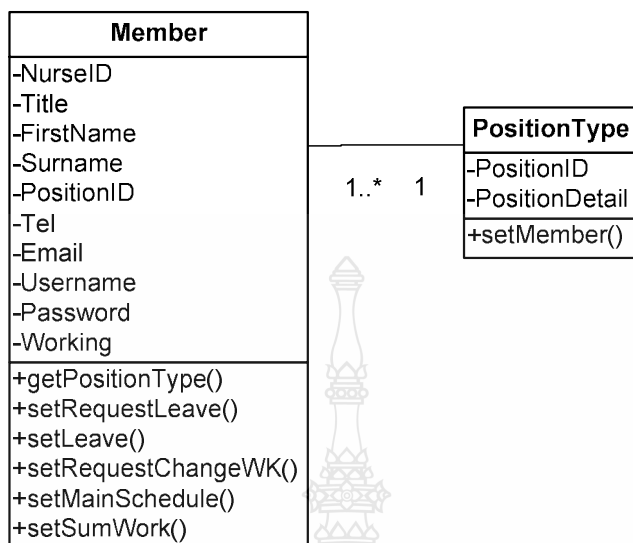 Member
-NurseID
-Title
-FirstName
-Surname
-PositionID
-Tel
-Email
-Username
-Password
-Working
+getPositionType()
+setRequestLeave()
+setLeave()
+setRequestChangeWK()
+setMainSchedule()
+setSumWork()
1..* 1
PositionType
-PositionID
-PositionDetail
+setMember()